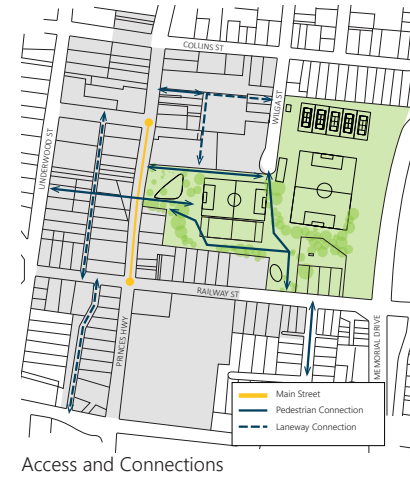 COLLINS ST
WILGA ST
UNDERWOOD ST
RAILWAY ST
PRINCES HWY
MEMORIAL DRIVE
Main Street
Pedestrian Connection
Laneway Connection
Access and Connections